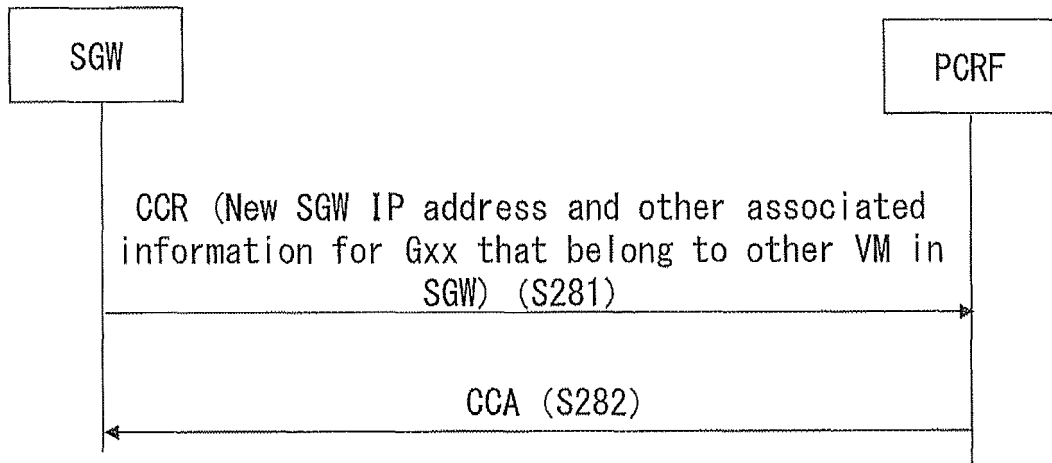 SGW
PCRF
CCR (New SGW IP address and other associated
information for Gxx that belong to other VM in
SGW) (S281)
CCA (S282)